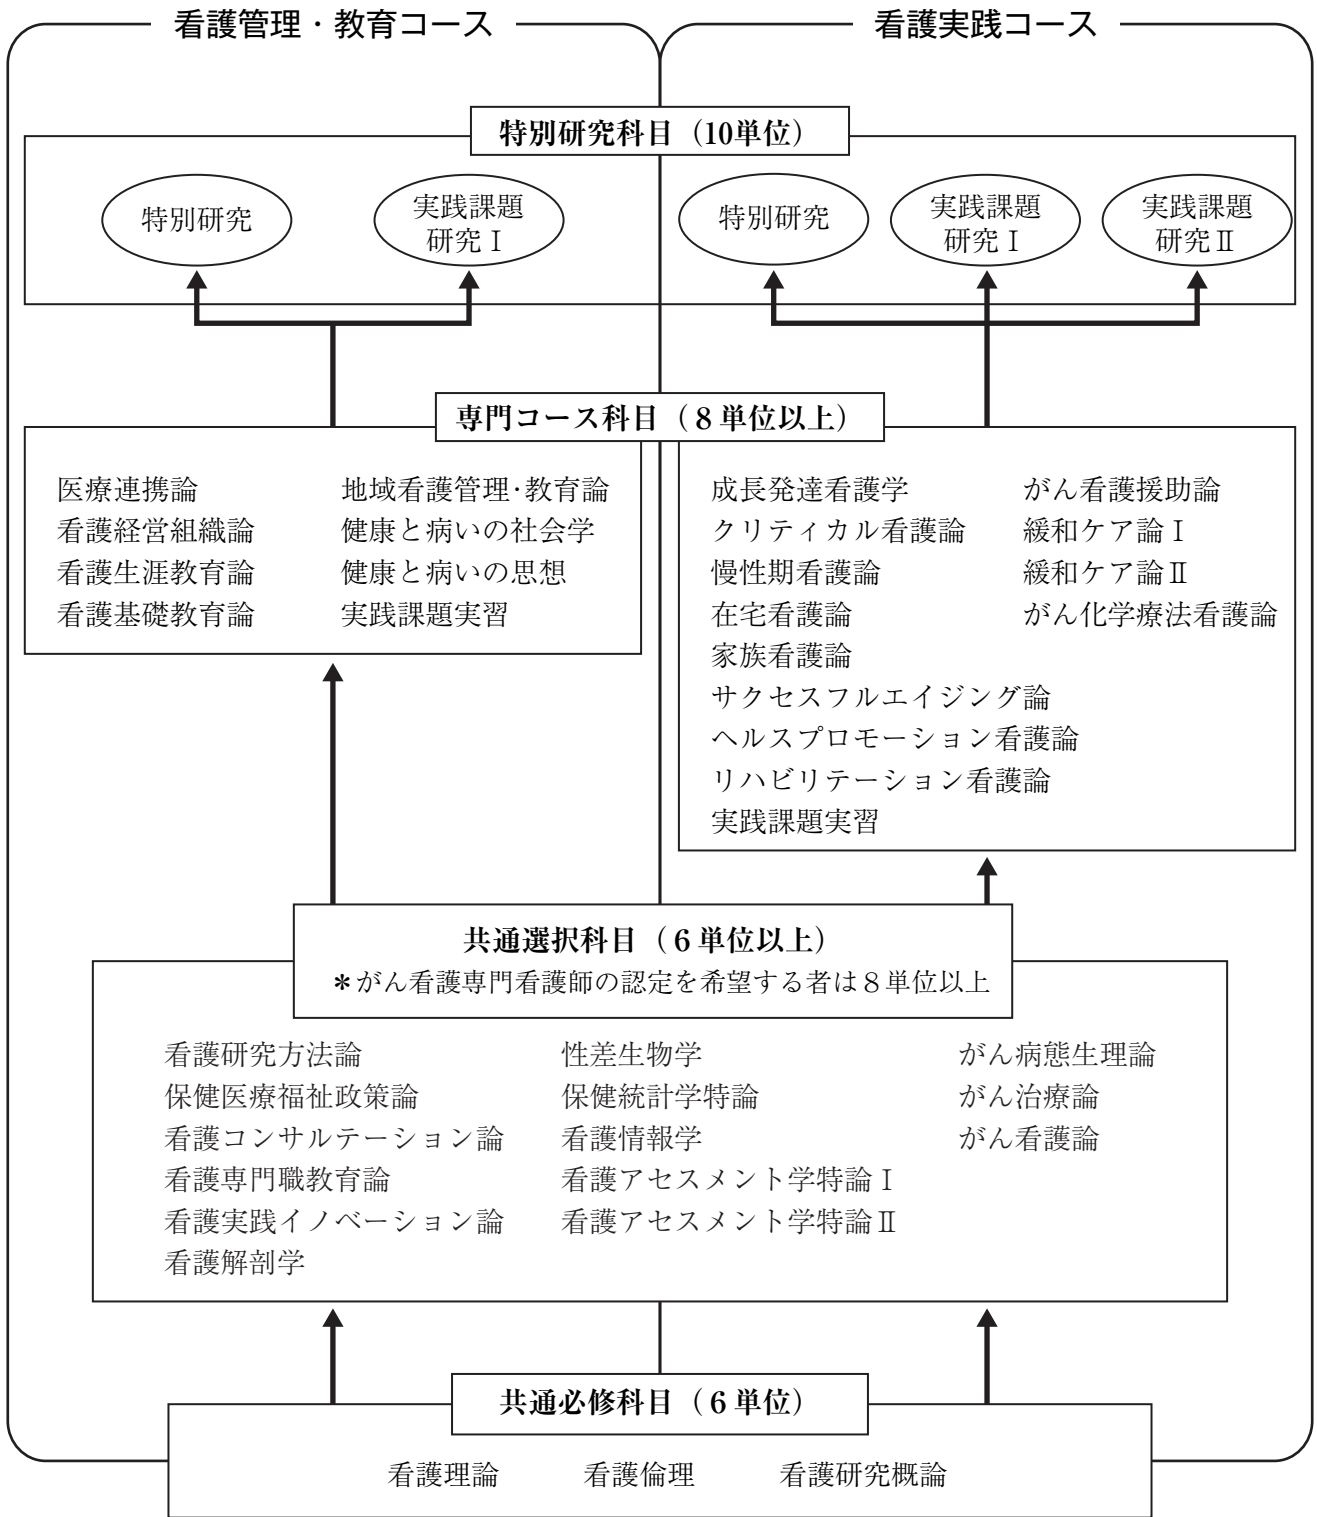 看護管理・教育コース
看護実践コース
特別研究科目（10単位）
特別研究
実践課題
研究Ⅰ
特別研究
実践課題
研究Ⅰ
実践課題
研究Ⅱ
専門コース科目（８単位以上）
医療連携論
看護経営組織論
看護生涯教育論
看護基礎教育論
地域看護管理・教育論
健康と病いの社会学
健康と病いの思想
実践課題実習
成長発達看護学
クリティカル看護論
慢性期看護論
在宅看護論
家族看護論
サクセスフルエイジング論
ヘルスプロモーション看護論
リハビリテーション看護論
実践課題実習
がん看護援助論
緩和ケア論Ⅰ
緩和ケア論Ⅱ
がん化学療法看護論
共通選択科目（６単位以上）
＊がん看護専門看護師の認定を希望する者は８単位以上
看護研究方法論
保健医療福祉政策論
看護コンサルテーション論
看護専門職教育論
看護実践イノベーション論
看護解剖学
性差生物学
保健統計学特論
看護情報学
看護アセスメント学特論Ⅰ
看護アセスメント学特論Ⅱ
がん病態生理論
がん治療論
がん看護論
共通必修科目（６単位）
看護理論
看護倫理
看護研究概論